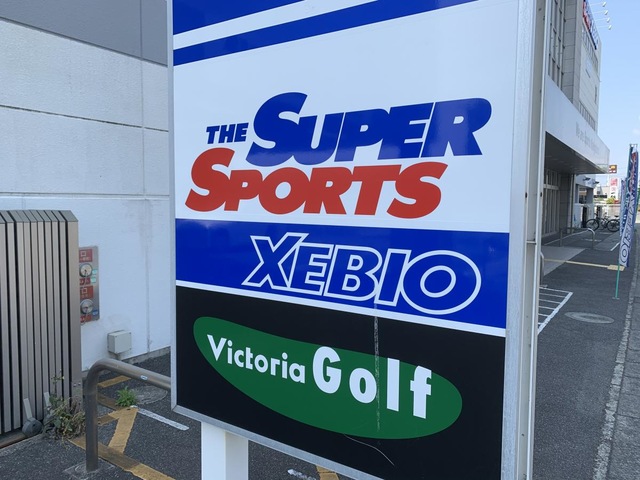 THE SUPER
SPORTS
XEBIO
Victoria Golf